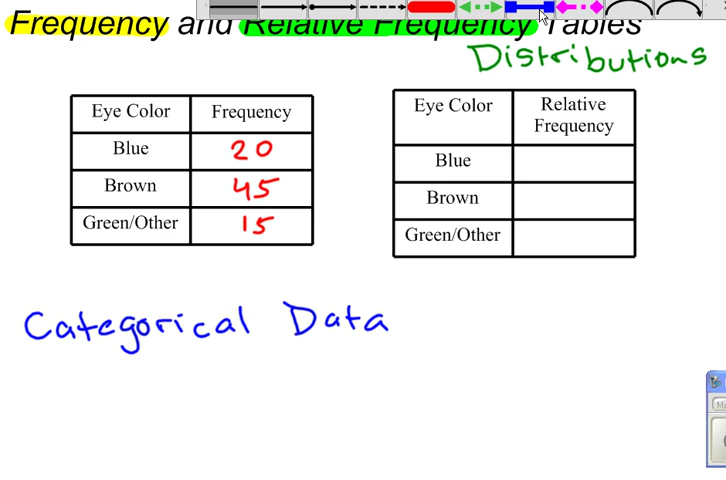 Frequency and Relative Frequency Tables
Distributions
Eye Color Frequency
Blue 20
Brown 45
Green/Other 15
Eye Color Relative Frequency
Blue
Brown
Green/Other
Categorical Data